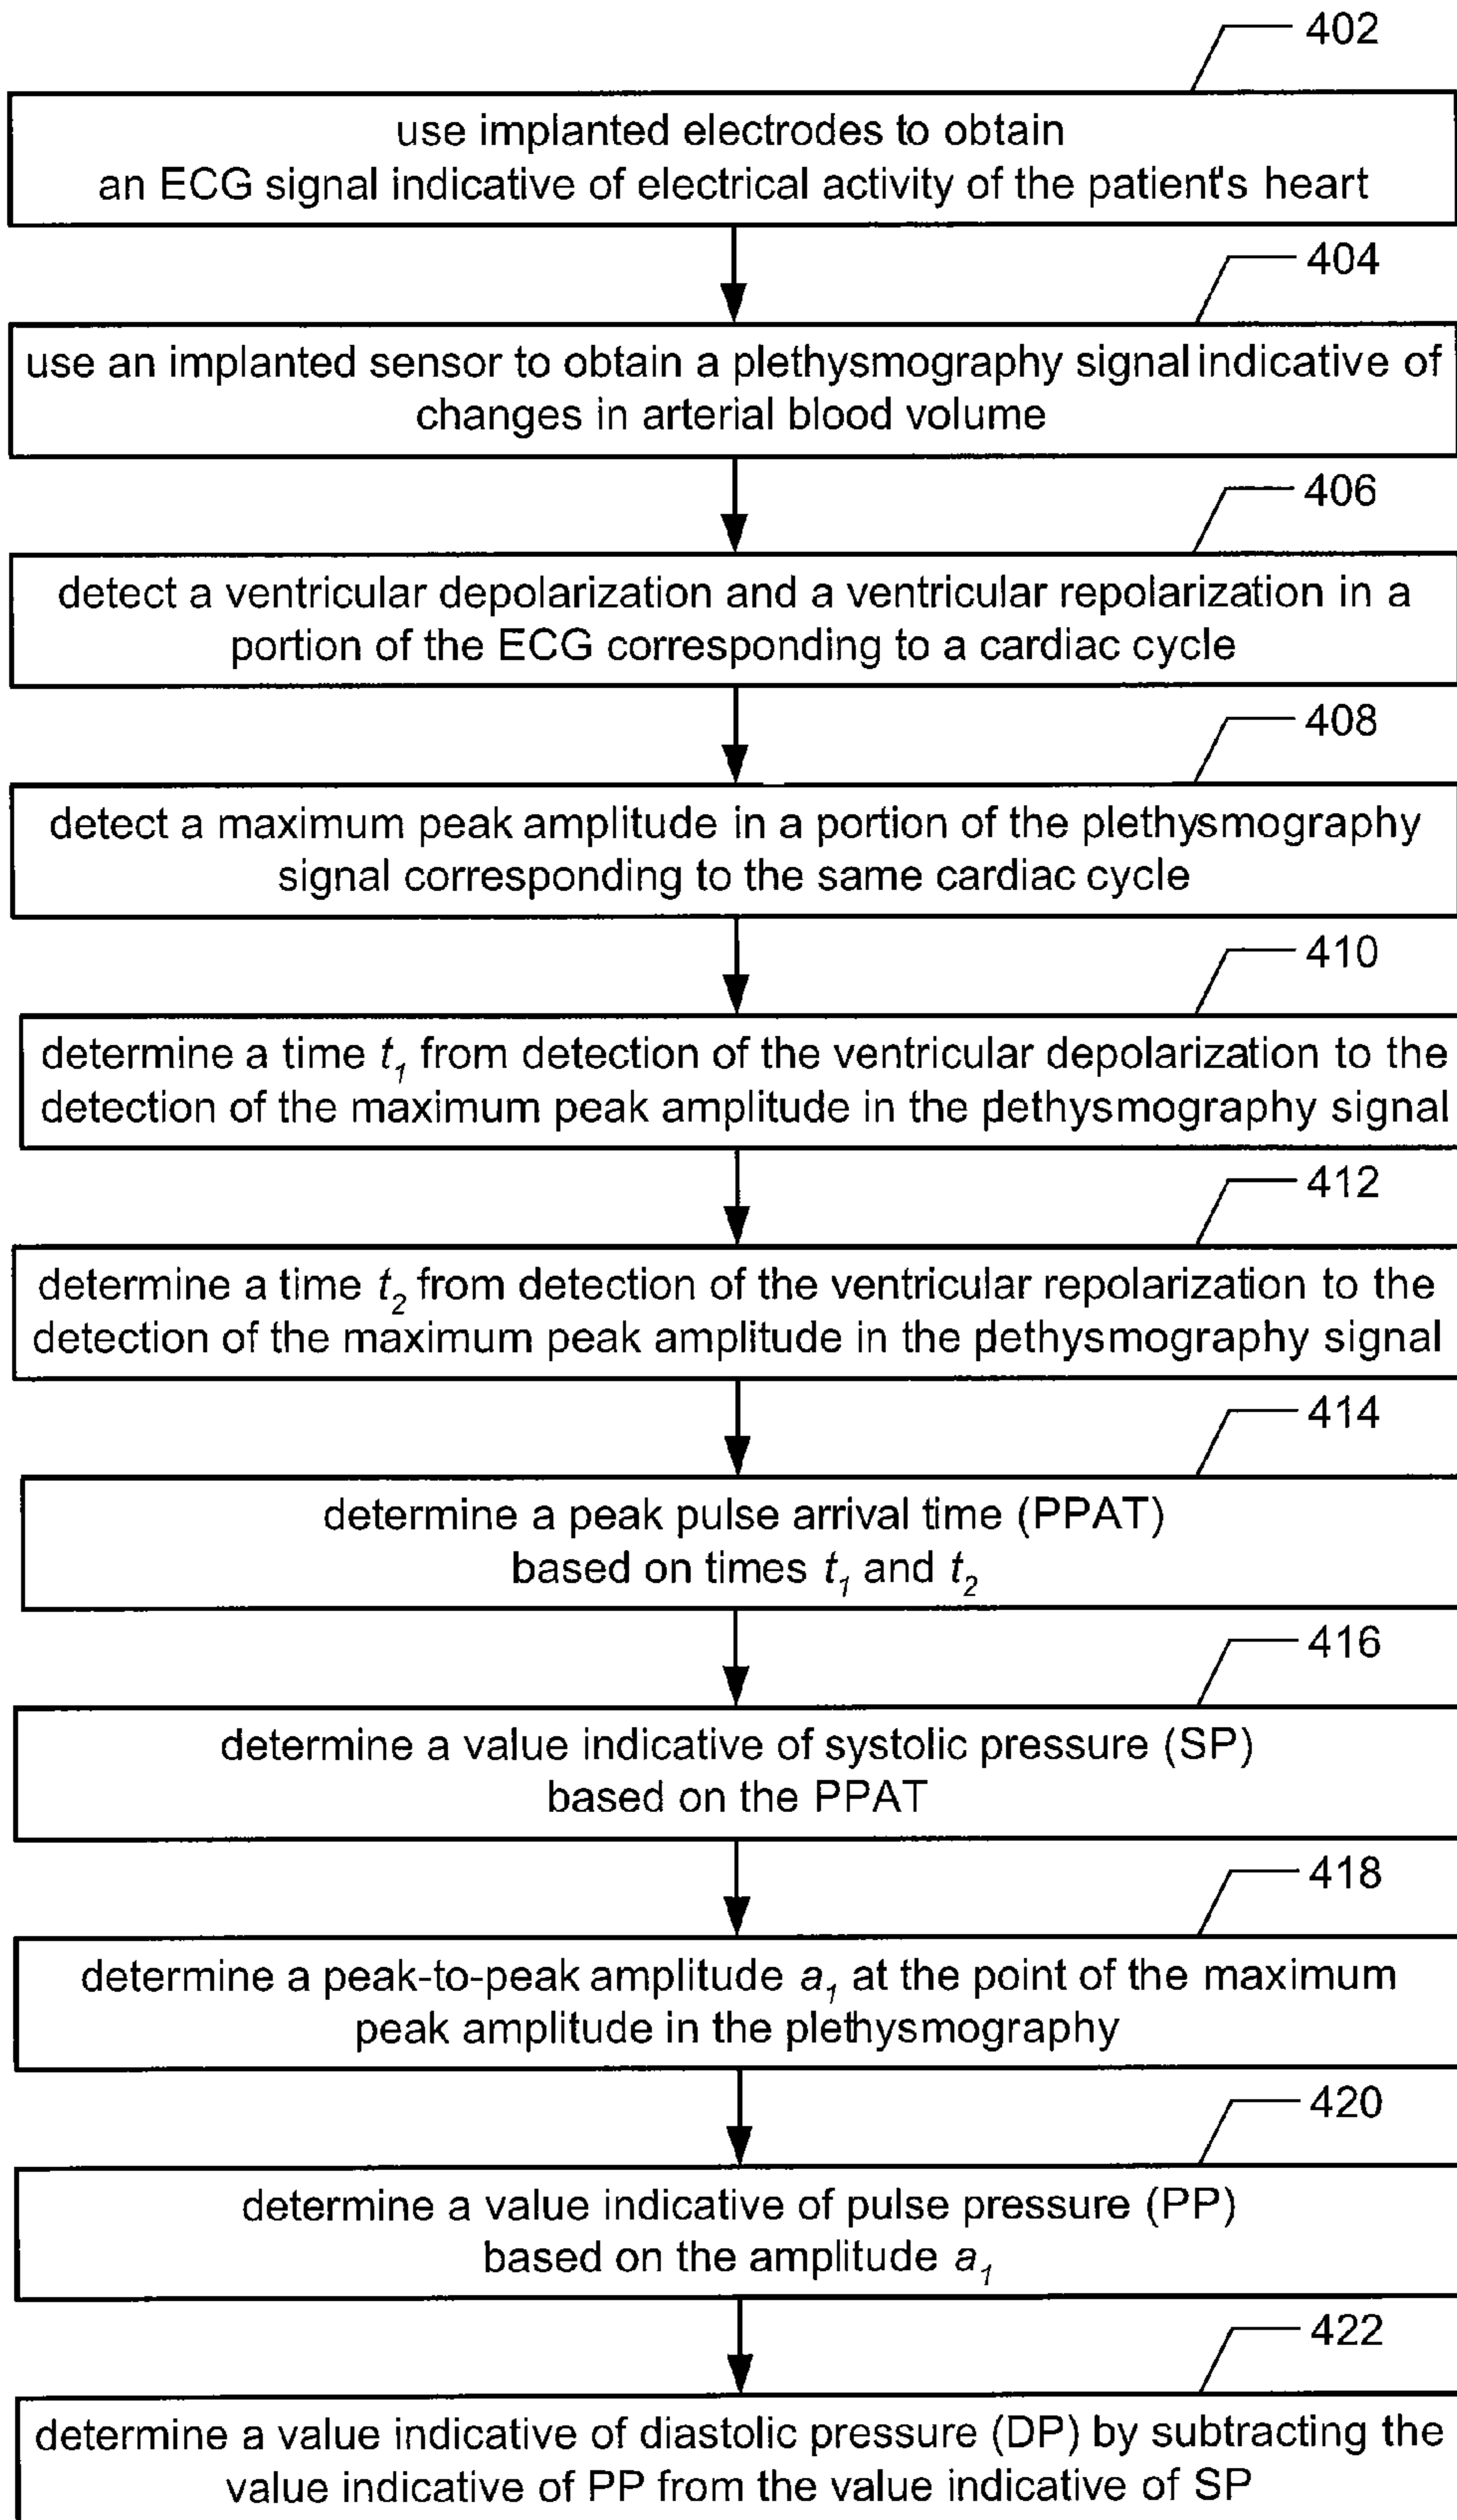 402
use implanted electrodes to obtain
an ECG signal indicative of electrical activity of the patient's heart
404
use an implanted sensor to obtain a plethysmography signal indicative of
changes in arterial blood volume
406
detect a ventricular depolarization and a ventricular repolarization in a
portion of the ECG corresponding to a cardiac cycle
408
detect a maximum peak amplitude in a portion of the plethysmography
signal corresponding to the same cardiac cycle
410
determine a time t1 from detection of the ventricular depolarization to the
detection of the maximum peak amplitude in the pethysmography signal
412
determine a time t2 from detection of the ventricular repolarization to the
detection of the maximum peak amplitude in the pethysmography signal
414
determine a peak pulse arrival time (PPAT)
based on times t1 and t2
416
determine a value indicative of systolic pressure (SP)
based on the PPAT
418
determine a peak-to-peak amplitude a1 at the point of the maximum
peak amplitude in the plethysmography
420
determine a value indicative of pulse pressure (PP)
based on the amplitude a1
422
determine a value indicative of diastolic pressure (DP) by subtracting the
value indicative of PP from the value indicative of SP